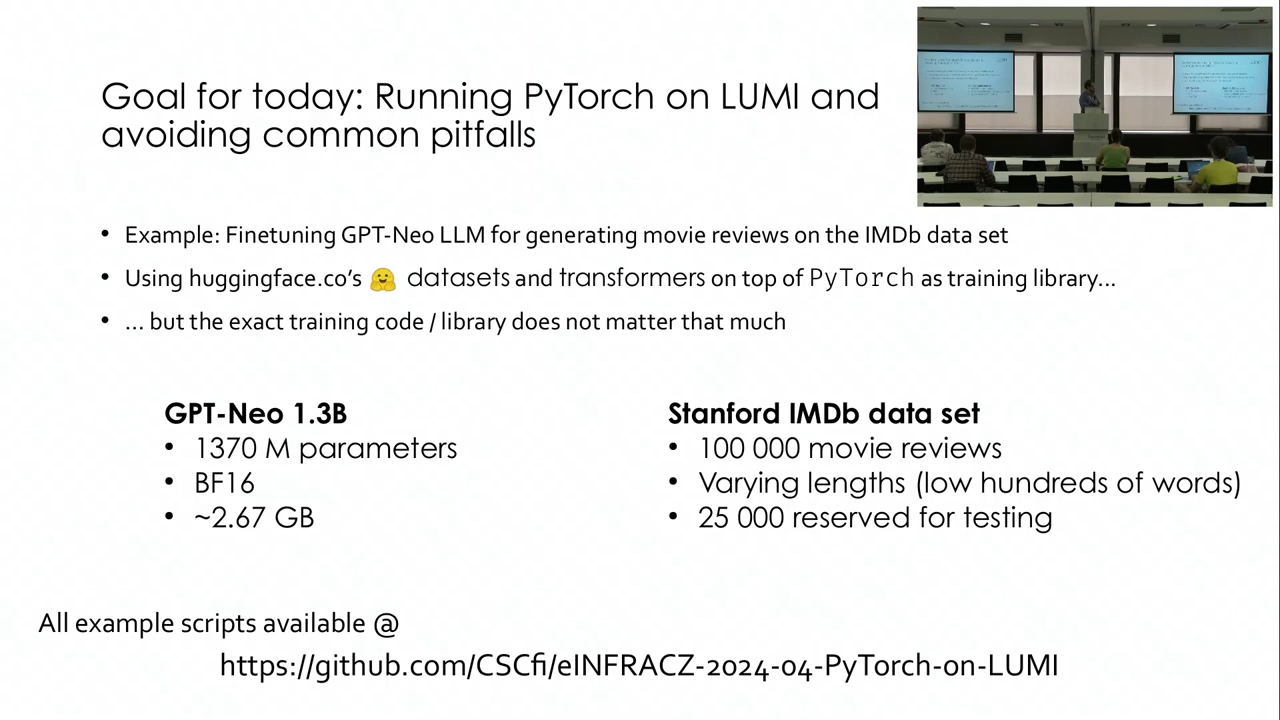 Goal for today: Running PyTorch on LUMI and
avoiding common pitfalls
• Example: Finetuning GPT-Neo LLM for generating movie reviews on the IMDb data set
• Using huggingface.co’s 🤗 datasets and transformers on top of PyTorch as training library...
• ... but the exact training code / library does not matter that much
GPT-Neo 1.3B
• 1370 M parameters
• BF16
• ~2.67 GB
Stanford IMDb data set
• 100 000 movie reviews
• Varying lengths (low hundreds of words)
• 25 000 reserved for testing
All example scripts available @
https://github.com/CSCfi/eINFRACZ-2024-04-PyTorch-on-LUMI